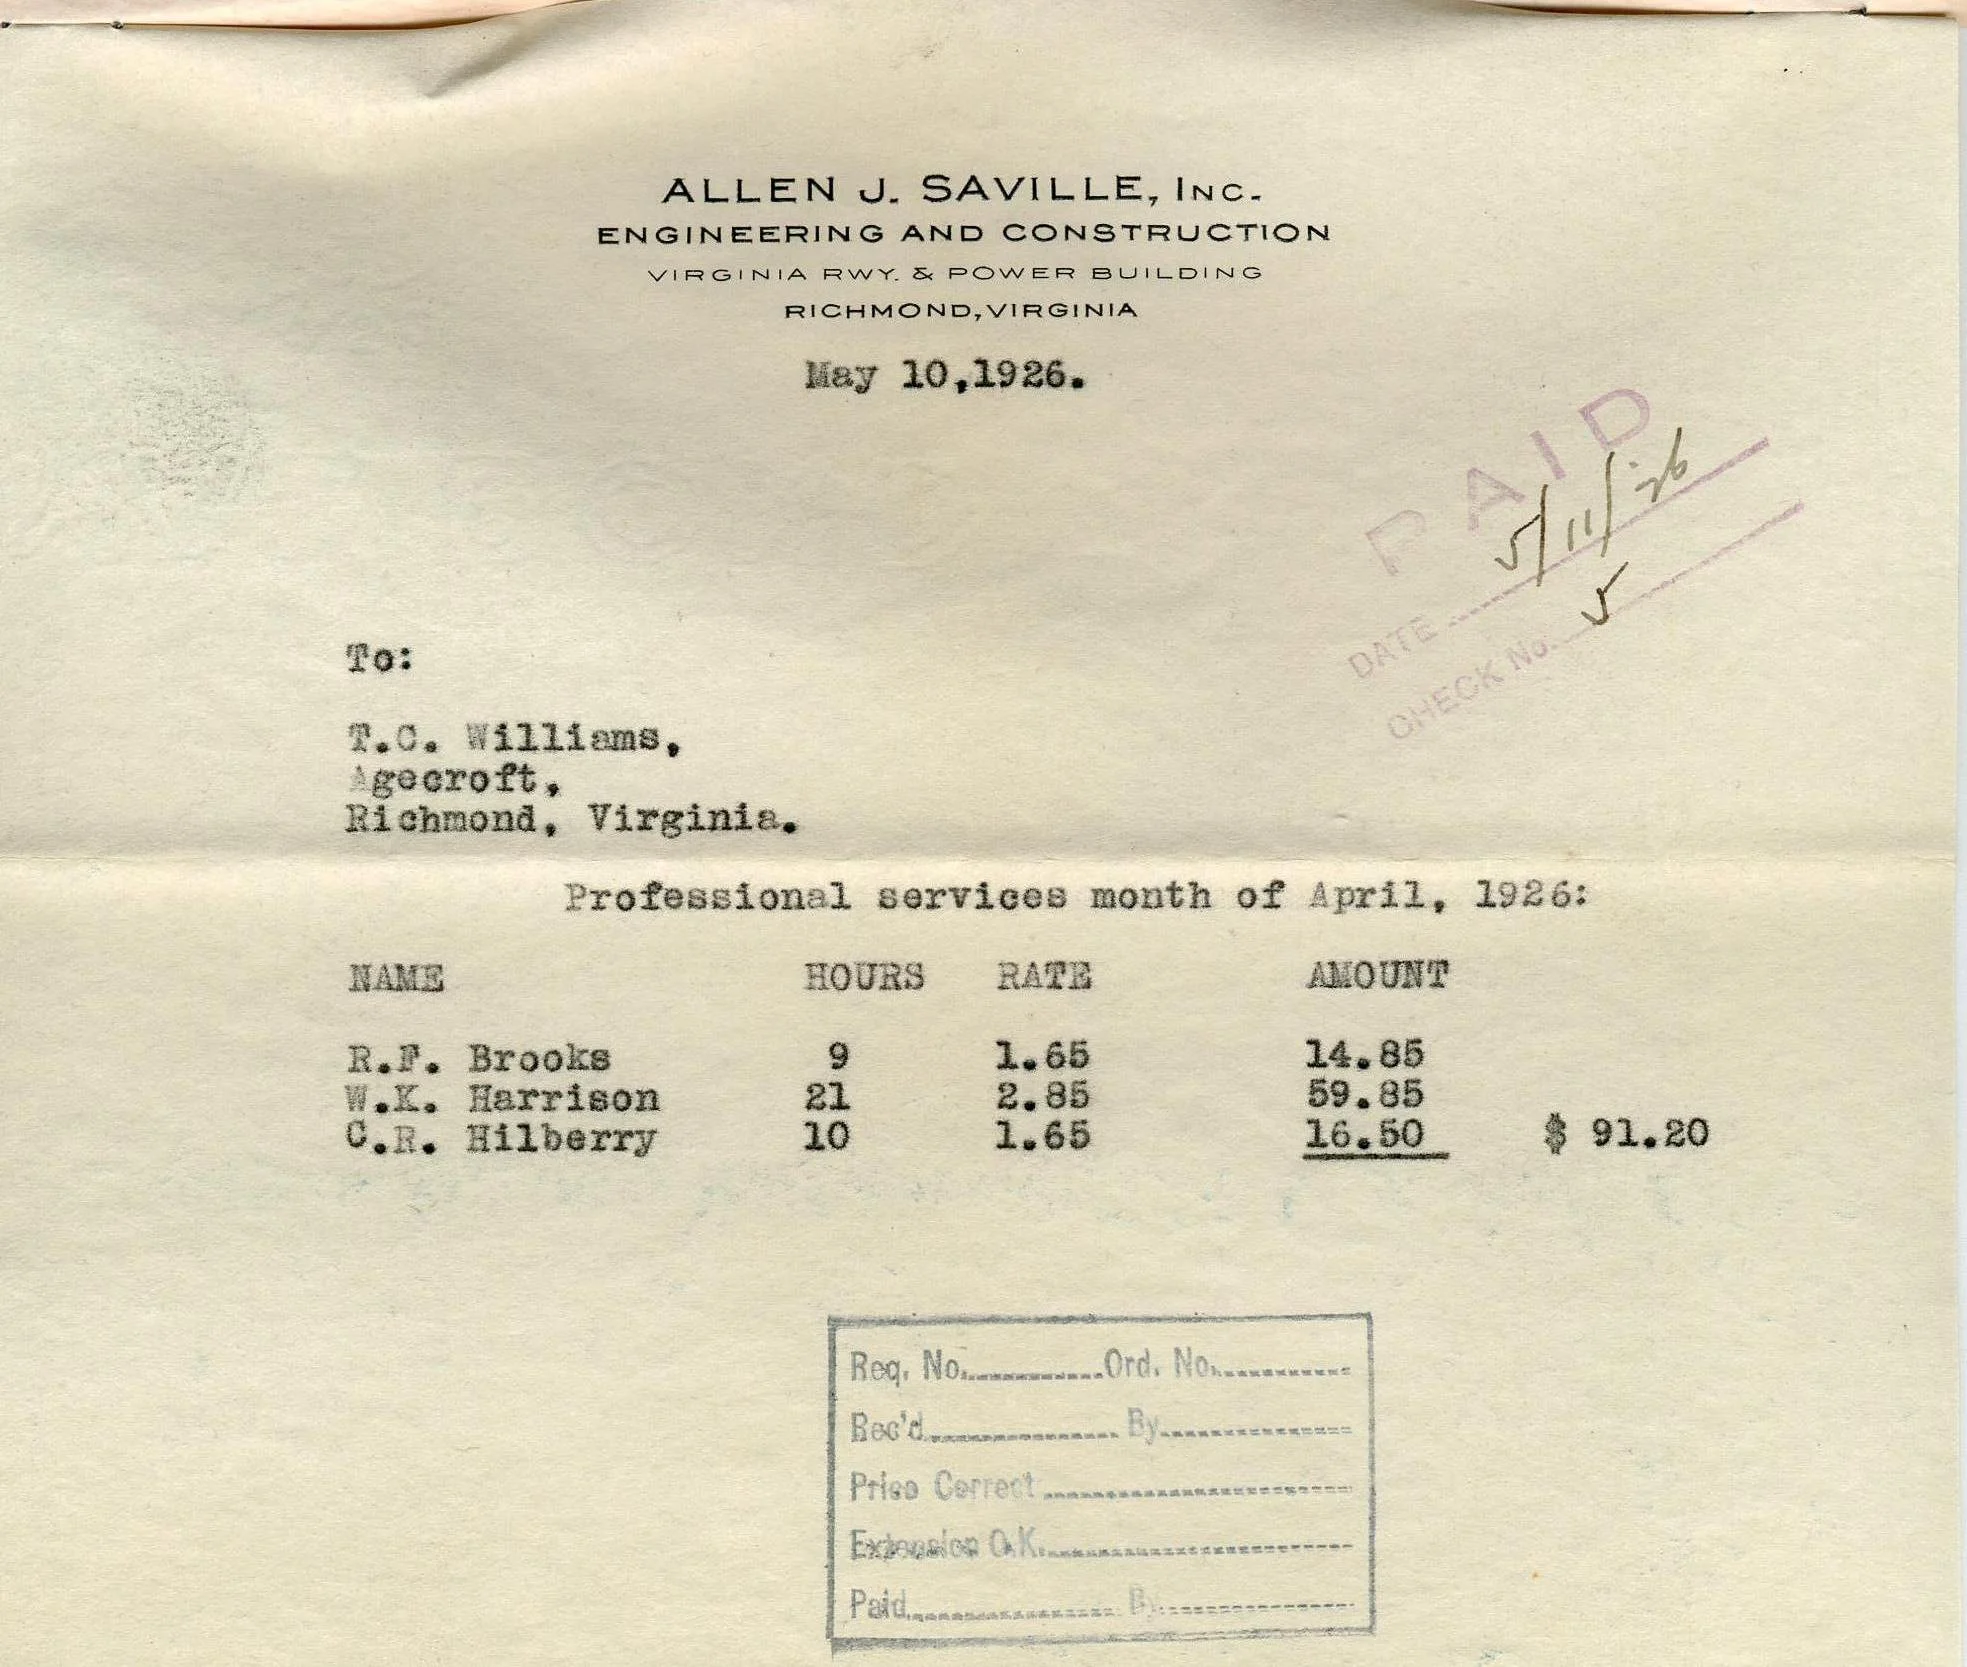 ALLEN J. SAVILLE, INC.
ENGINEERING AND CONSTRUCTION
VIRGINIA RWY. & POWER BUILDING
RICHMOND, VIRGINIA
May 10,1926.
PAID
DATE 5/11/26
CHECK No. 5
To:
T.C. Williams,
Agecroft,
Richmond, Virginia.
Professional services month of April, 1926:
NAME HOURS RATE AMOUNT
R.F. Brooks 9 1.65 14.85
W.K. Harrison 21 2.85 59.85
C.R. Hilberry 10 1.65 16.50 $ 91.20
Req. No. Ord. No.
Rec'd By
Price Correct
Extension O.K.
Paid By